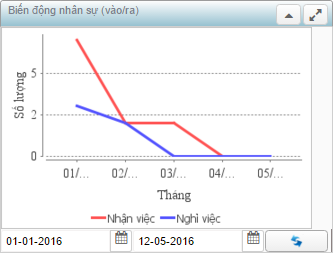 Biến động nhân sự (vào/ra)
Số lượng
5
2
0
01/... 02/... 03/... 04/... 05/...
Tháng
Nhận việc Nghỉ việc
01-01-2016 12-05-2016